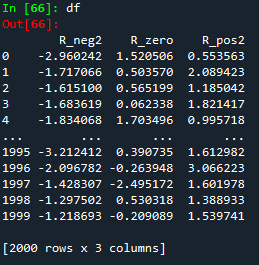 In [66]: df
Out[66]:
R_neg2 R_zero R_pos2
0 -2.960242 1.520506 0.553563
1 -1.717066 0.503570 2.089423
2 -1.615100 0.565199 1.185042
3 -1.683619 0.062338 1.821417
4 -1.834068 1.703496 0.995718
... ... ... ...
1995 -3.212412 0.390735 1.612982
1996 -2.096782 -0.263948 3.066223
1997 -1.428307 -2.495172 1.601978
1998 -1.297502 0.530318 1.388933
1999 -1.218693 -0.209089 1.539741
[2000 rows x 3 columns]